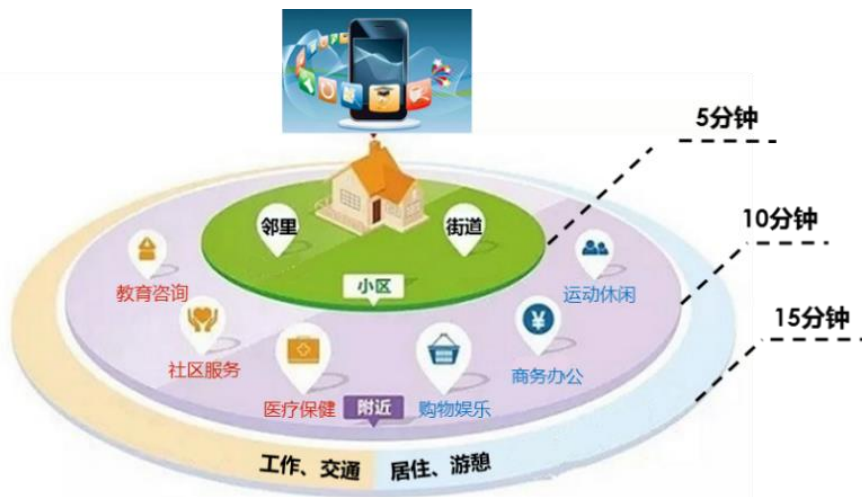 5分钟
10分钟
15分钟
邻里
街道
小区
教育咨询
运动休闲
社区服务
商务办公
医疗保健
附近
购物娱乐
工作、交通
居住、游憩
¥